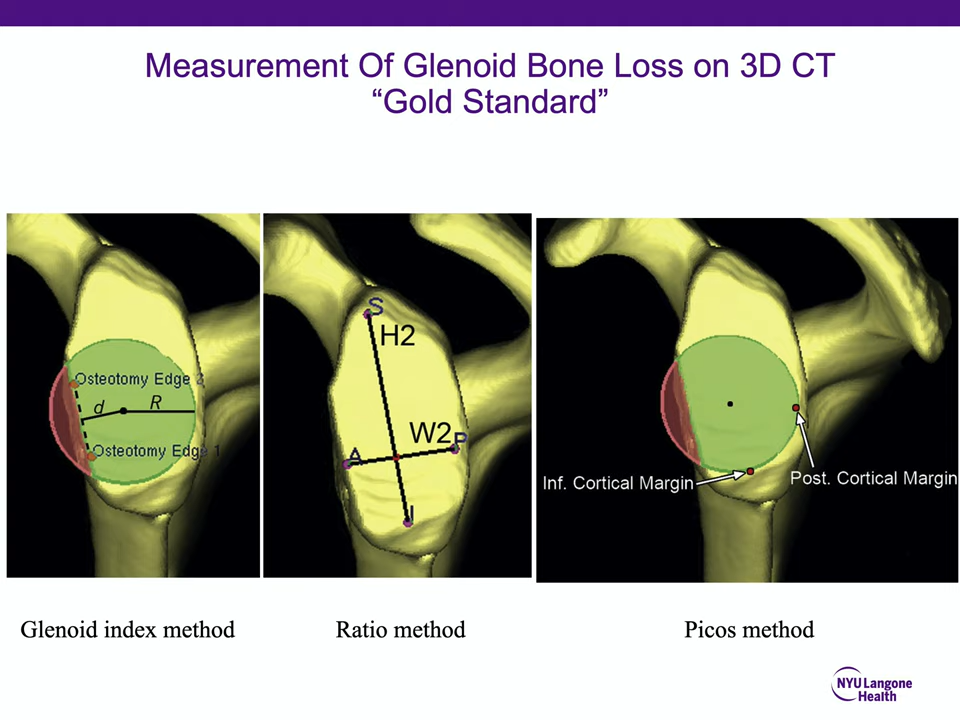 Measurement Of Glenoid Bone Loss on 3D CT
“Gold Standard”
Osteotomy Edge 2
d
R
Osteotomy Edge 1
S
H2
W2
A
P
I
Inf. Cortical Margin
Post. Cortical Margin
Glenoid index method
Ratio method
Picos method
NYU Langone
Health